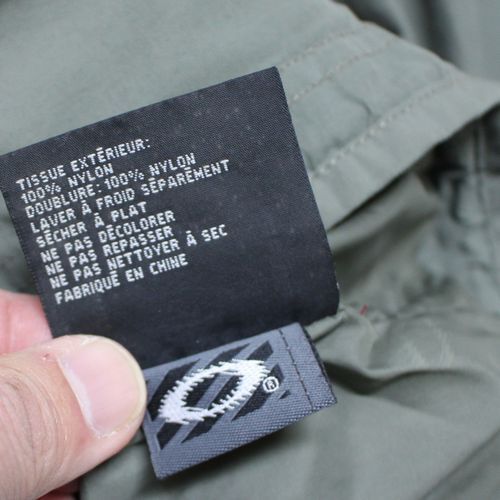 TISSUE EXTÉRIEUR:
100% NYLON
DOUBLURE: 100% NYLON
LAVER À FROID SÉPARÉMENT
SÉCHER À PLAT
NE PAS DÉCOLORER
NE PAS REPASSER
NE PAS NETTOYER À SEC
FABRIQUÉ EN CHINE
®